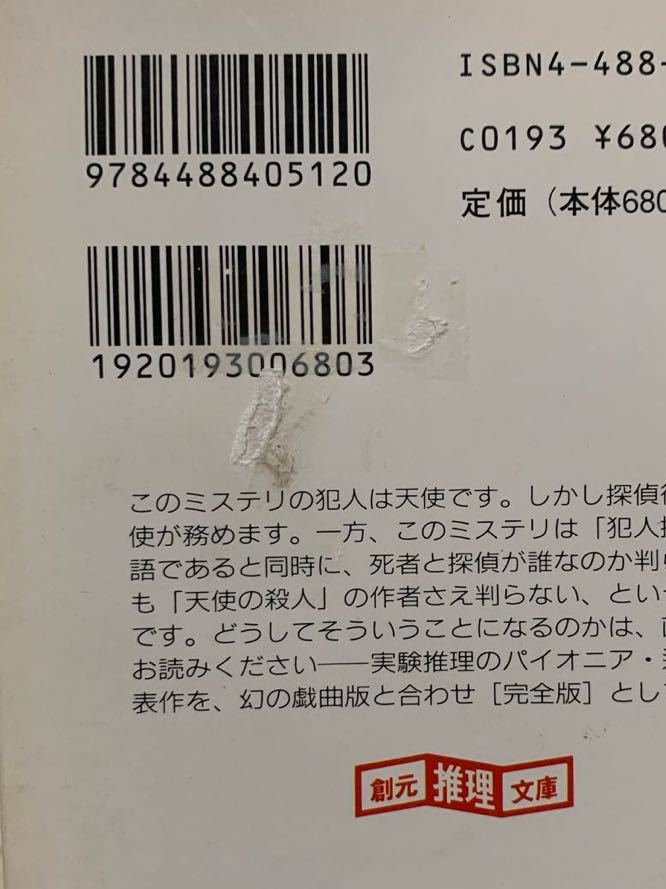 ISBN4-488-
9784488405120
C0193 ¥680
定価（本体680
1920193006803
このミステリの犯人は天使です。しかし探偵
使が務めます。一方、このミステリは「犯人
語であると同時に、死者と探偵が誰なのか判
も「天使の殺人」の作者さえ判らない、とい
です。どうしてそういうことになるのかは、
お読みください――実験推理のパイオニア・
表作を、幻の戯曲版と合わせ［完全版］とし
創元 推理 文庫